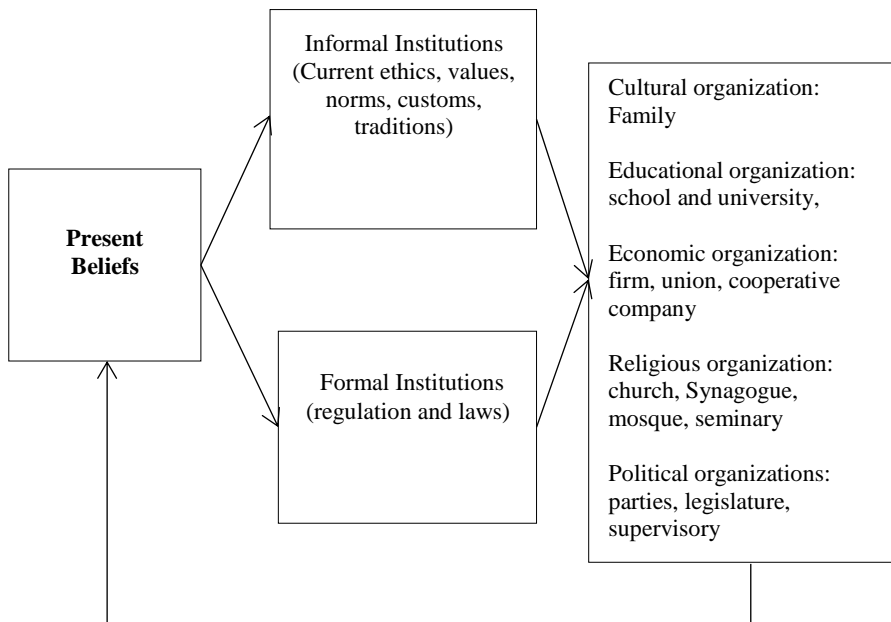 Present
Beliefs
Informal Institutions
(Current ethics, values,
norms, customs,
traditions)
Formal Institutions
(regulation and laws)
Cultural organization:
Family
Educational organization:
school and university,
Economic organization:
firm, union, cooperative
company
Religious organization:
church, Synagogue,
mosque, seminary
Political organizations:
parties, legislature,
supervisory